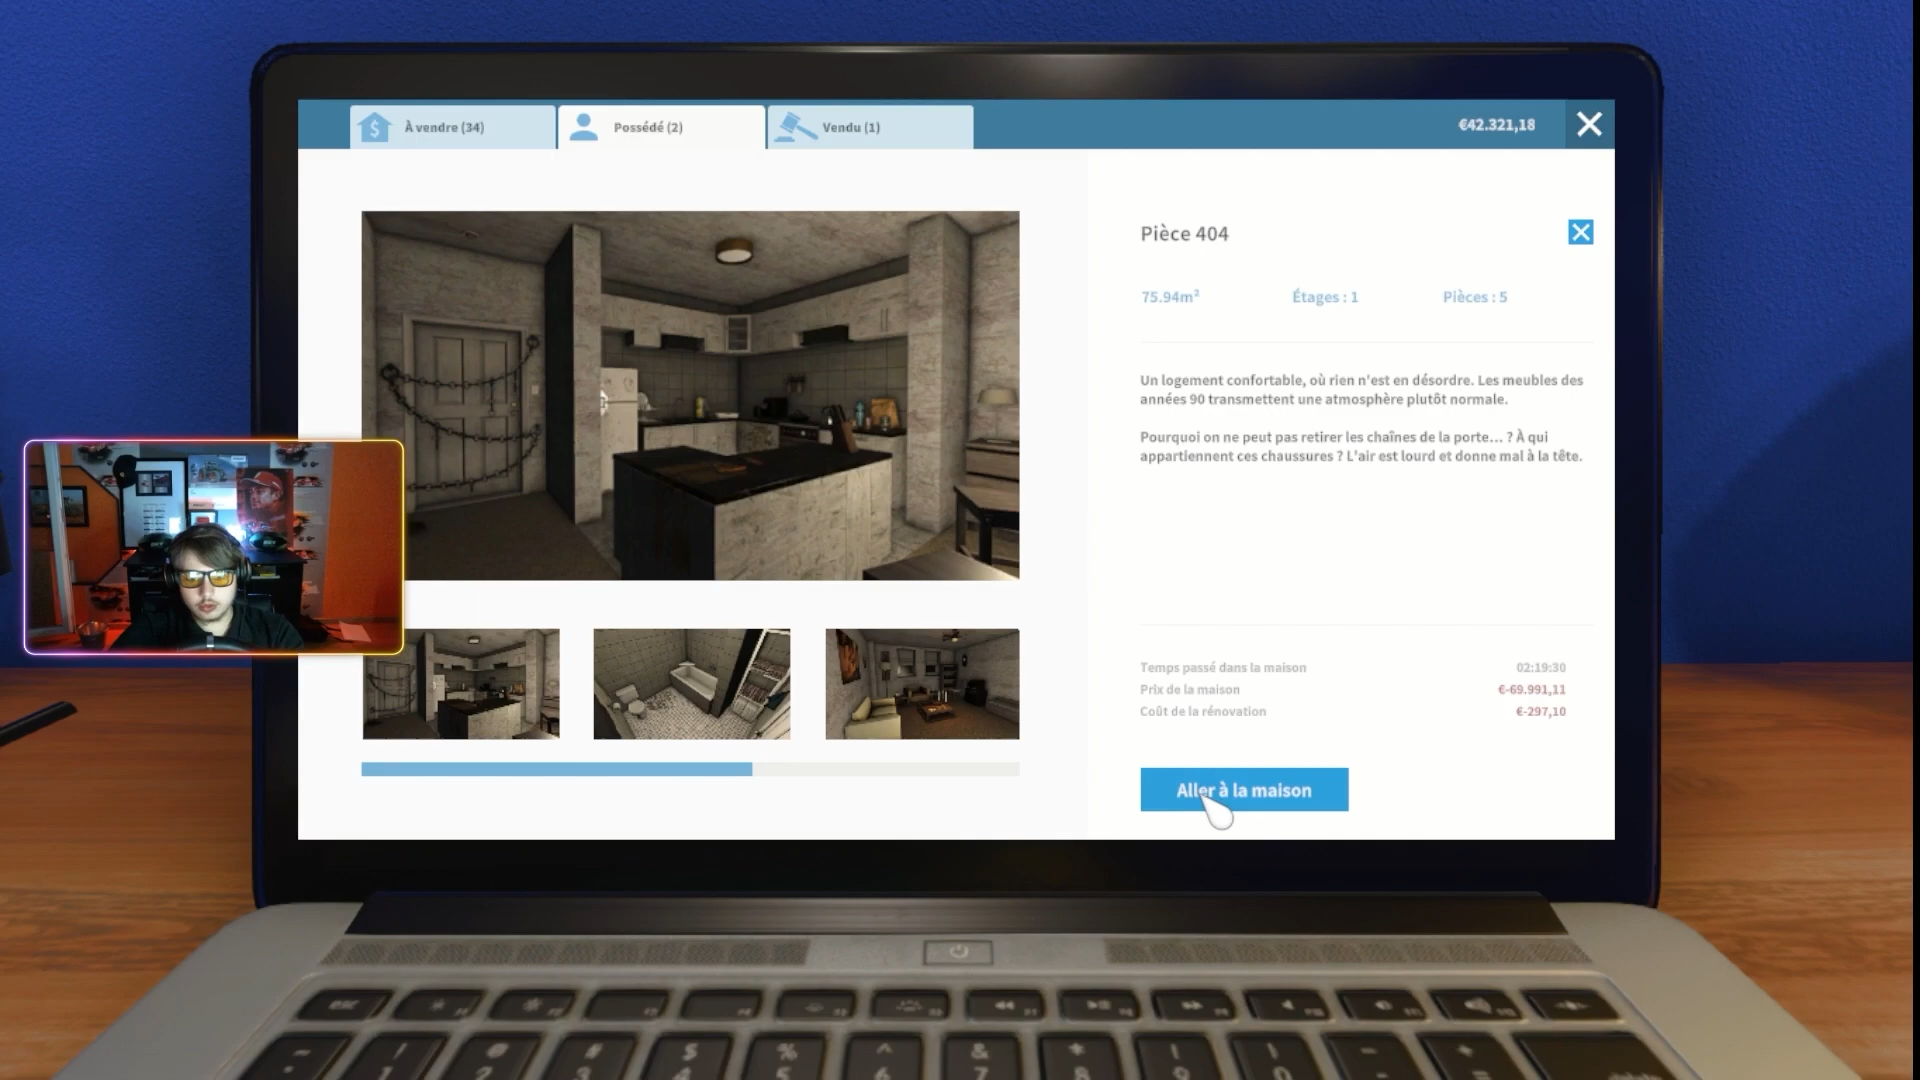 À vendre (34)
Possédé (2)
Vendu (1)
€42.321,18
Pièce 404
75.94m²
Étages : 1
Pièces : 5
Un logement confortable, où rien n'est en désordre. Les meubles des
années 90 transmettent une atmosphère plutôt normale.
Pourquoi on ne peut pas retirer les chaînes de la porte... ? À qui
appartiennent ces chaussures ? L'air est lourd et donne mal à la tête.
Temps passé dans la maison
02:19:30
Prix de la maison
€-69.991,11
Coût de la rénovation
€-297,10
Aller à la maison
esc